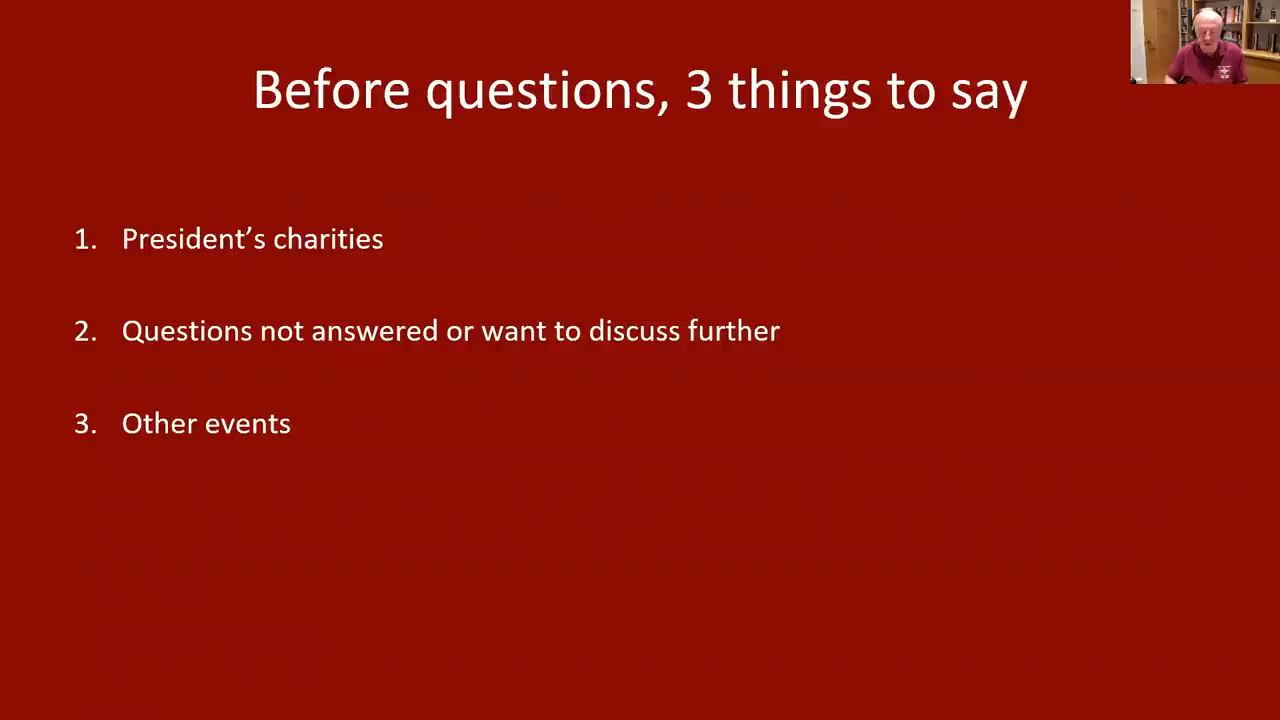 Before questions, 3 things to say
1. President’s charities
2. Questions not answered or want to discuss further
3. Other events